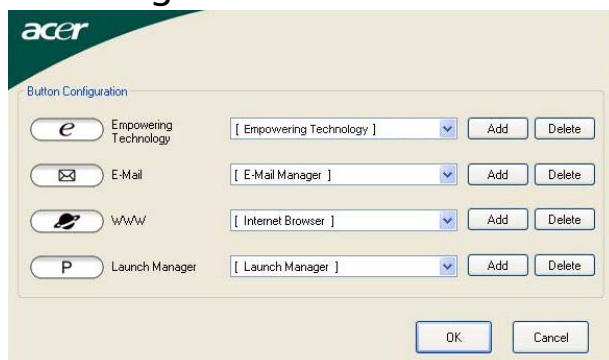 acer
Button Configuration
e Empowering Technology [ Empowering Technology ] Add Delete
E-Mail [ E-Mail Manager ] Add Delete
WWW [ Internet Browser ] Add Delete
P Launch Manager [ Launch Manager ] Add Delete
OK Cancel